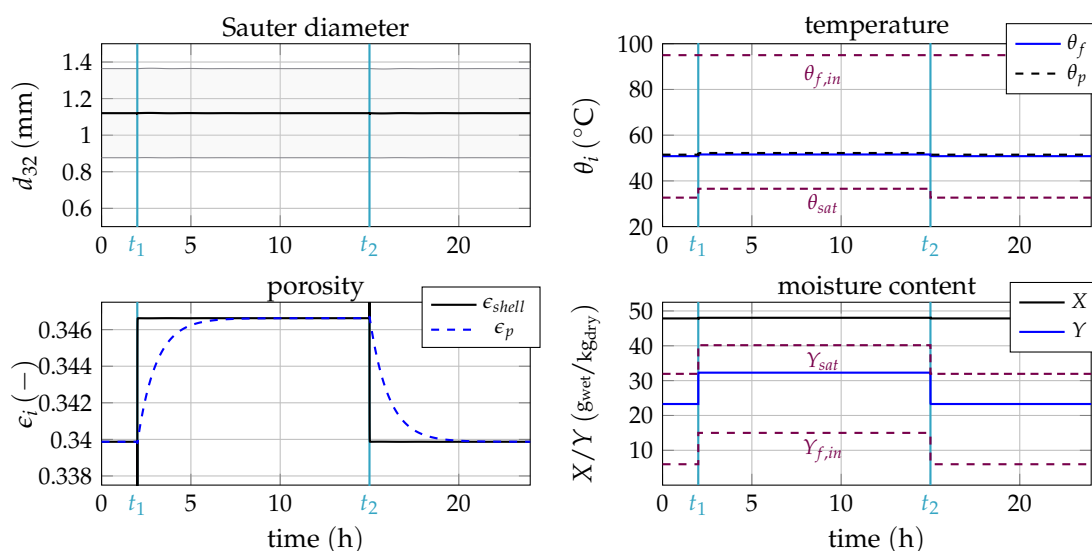 Sauter diameter
1.4
1.2
1
0.8
0.6
d32 (mm)
0 t1 5 10 t2 20
temperature
100
80
60
40
20
θi (°C)
θf
θp
θf,in
θsat
0 t1 5 10 t2 20
porosity
0.346
0.344
0.342
0.34
0.338
ϵi (−)
ϵshell
ϵp
0 t1 5 10 t2 20
time (h)
moisture content
50
40
30
20
10
X/Y (gwet/kgdry)
X
Y
Ysat
Yf,in
0 t1 5 10 t2 20
time (h)